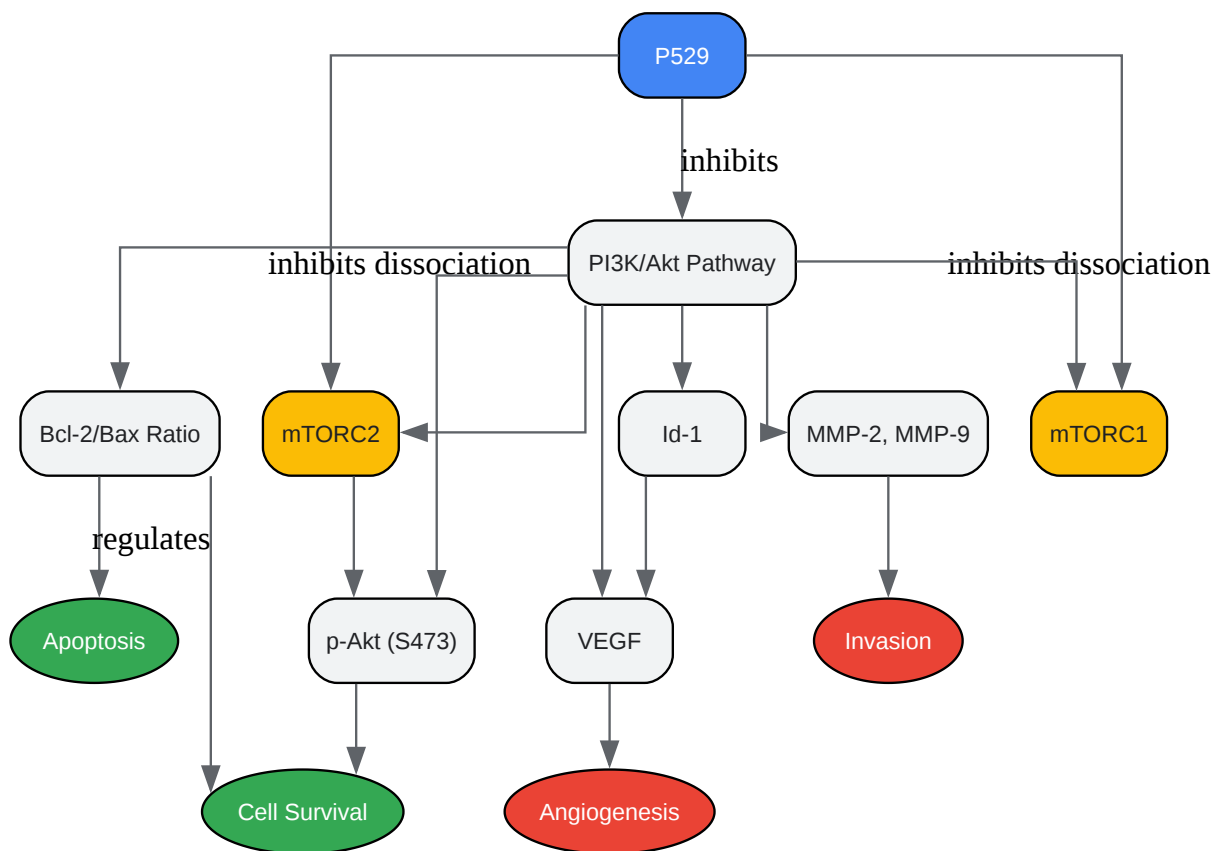 P529
inhibits
inhibits dissociation
PI3K/Akt Pathway
inhibits dissociation
Bcl-2/Bax Ratio
mTORC2
Id-1
MMP-2, MMP-9
mTORC1
regulates
Apoptosis
p-Akt (S473)
VEGF
Invasion
Cell Survival
Angiogenesis